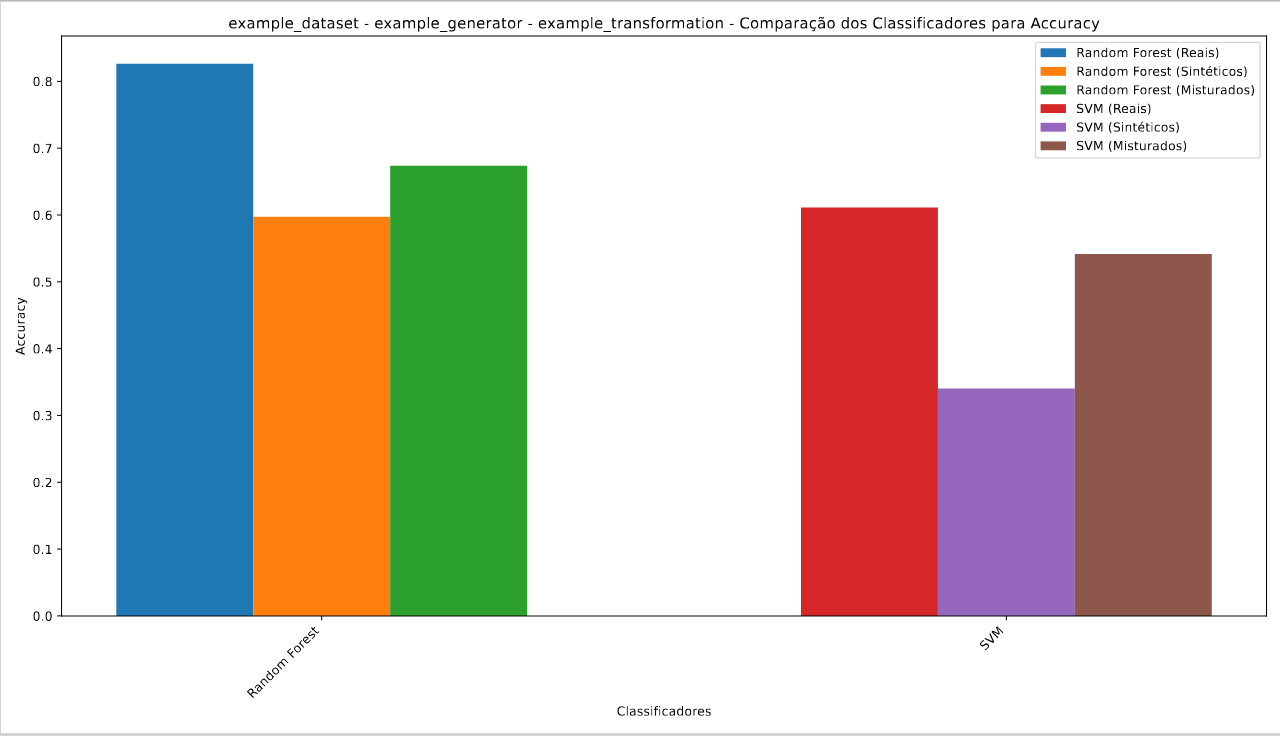 example_dataset - example_generator - example_transformation - Comparação dos Classificadores para Accuracy
Random Forest (Reais)
Random Forest (Sintéticos)
Random Forest (Misturados)
SVM (Reais)
SVM (Sintéticos)
SVM (Misturados)
Accuracy
0.8
0.7
0.6
0.5
0.4
0.3
0.2
0.1
0.0
Random Forest
SVM
Classificadores